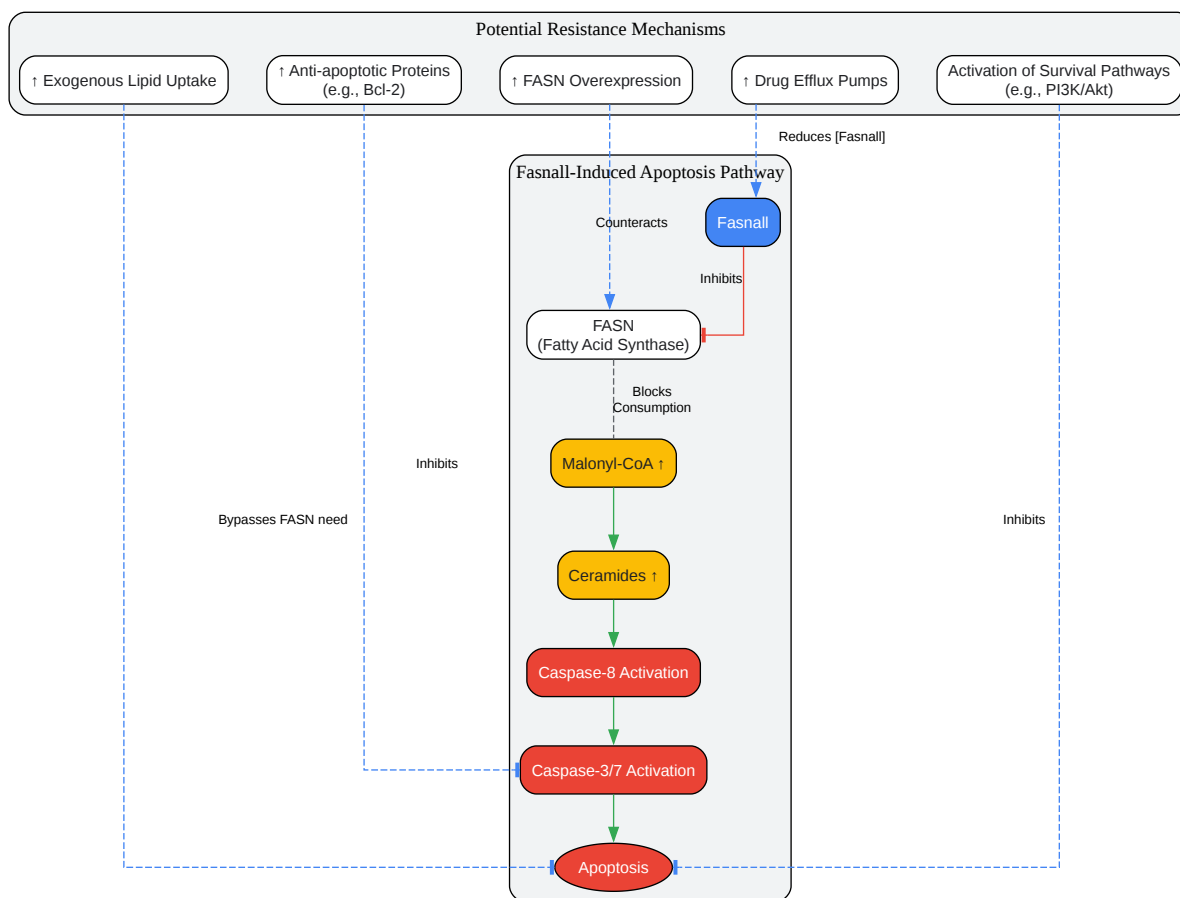 Potential Resistance Mechanisms
↑ Exogenous Lipid Uptake
↑ Anti-apoptotic Proteins
(e.g., Bcl-2)
↑ FASN Overexpression
↑ Drug Efflux Pumps
Activation of Survival Pathways
(e.g., PI3K/Akt)
Reduces [Fasnall]
Fasnall-Induced Apoptosis Pathway
Fasnall
Counteracts
Inhibits
FASN
(Fatty Acid Synthase)
Blocks
Consumption
Malonyl-CoA ↑
Inhibits
Bypasses FASN need
Inhibits
Ceramides ↑
Caspase-8 Activation
Caspase-3/7 Activation
Apoptosis